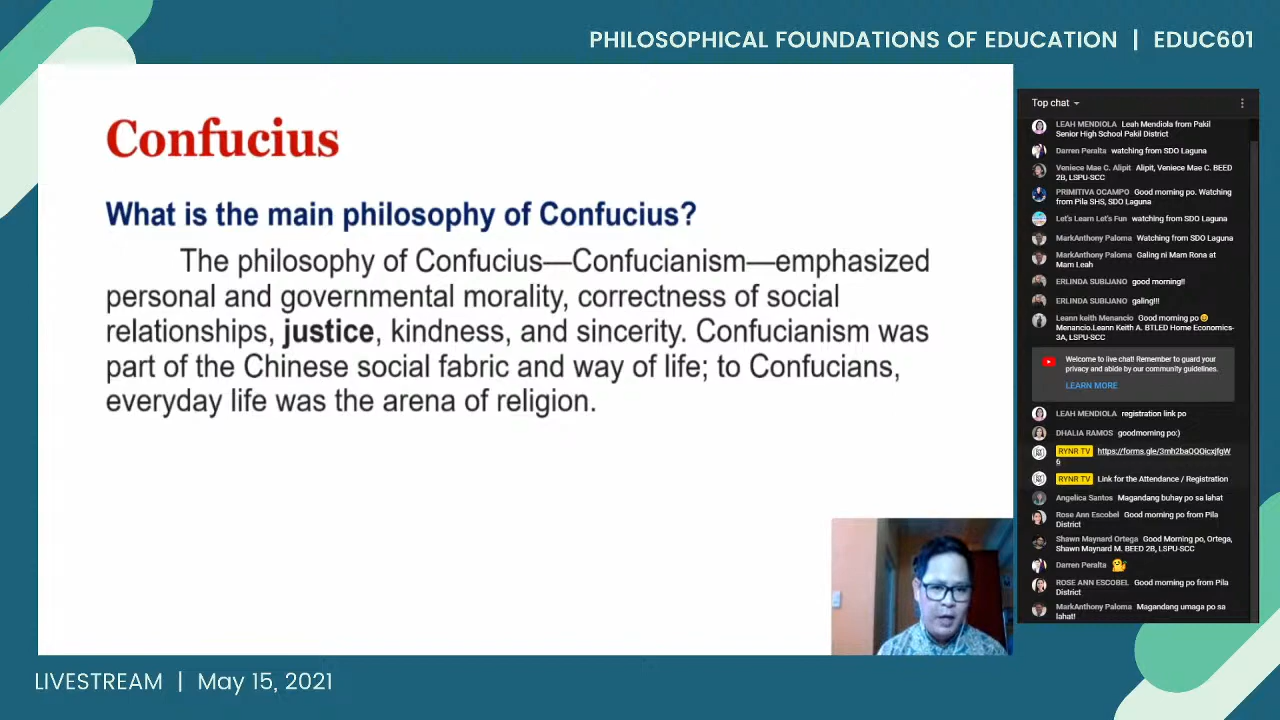 PHILOSOPHICAL FOUNDATIONS OF EDUCATION | EDUC601
Confucius
What is the main philosophy of Confucius?
The philosophy of Confucius—Confucianism—emphasized
personal and governmental morality, correctness of social
relationships, justice, kindness, and sincerity. Confucianism was
part of the Chinese social fabric and way of life; to Confucians,
everyday life was the arena of religion.
Top chat
LEAH MENDIOLA Leah Mendiola from Pakil
Senior High School Pakil District
Darren Peralta watching from SDO Laguna
Veniece Mae C. Alipit Alipit, Veniece Mae C. BEED
2B, LSPU-SCC
PRIMITIVA OCAMPO Good morning po. Watching
from Pila SHS, SDO Laguna
Let's Learn Let's Fun watching from SDO Laguna
MarkAnthony Paloma Watching from SDO Laguna
MarkAnthony Paloma Galing ni Mam Rona at
Mam Leah
ERLINDA SUBIJANO good morning!!
ERLINDA SUBIJANO galing!!!
Leann keith Menancio Good morning po😊
Menancio.Leann Keith A. BTLED Home Economics-
3A, LSPU-SCC
Welcome to live chat! Remember to guard your
privacy and abide by our community guidelines.
LEARN MORE
LEAH MENDIOLA registration link po
DHALIA RAMOS goodmorning po:)
RYNR TV
RYNR TV Link for the Attendance / Registration
Angelica Santos Magandang buhay po sa lahat
Rose Ann Escobel Good morning po from Pila
District
Shawn Maynard Ortega Good Morning po, Ortega,
Shawn Maynard M. BEED 2B, LSPU-SCC
Darren Peralta
ROSE ANN ESCOBEL Good morning po from Pila
District
MarkAnthony Paloma Magandang umaga po sa
lahat!
LIVESTREAM | May 15, 2021